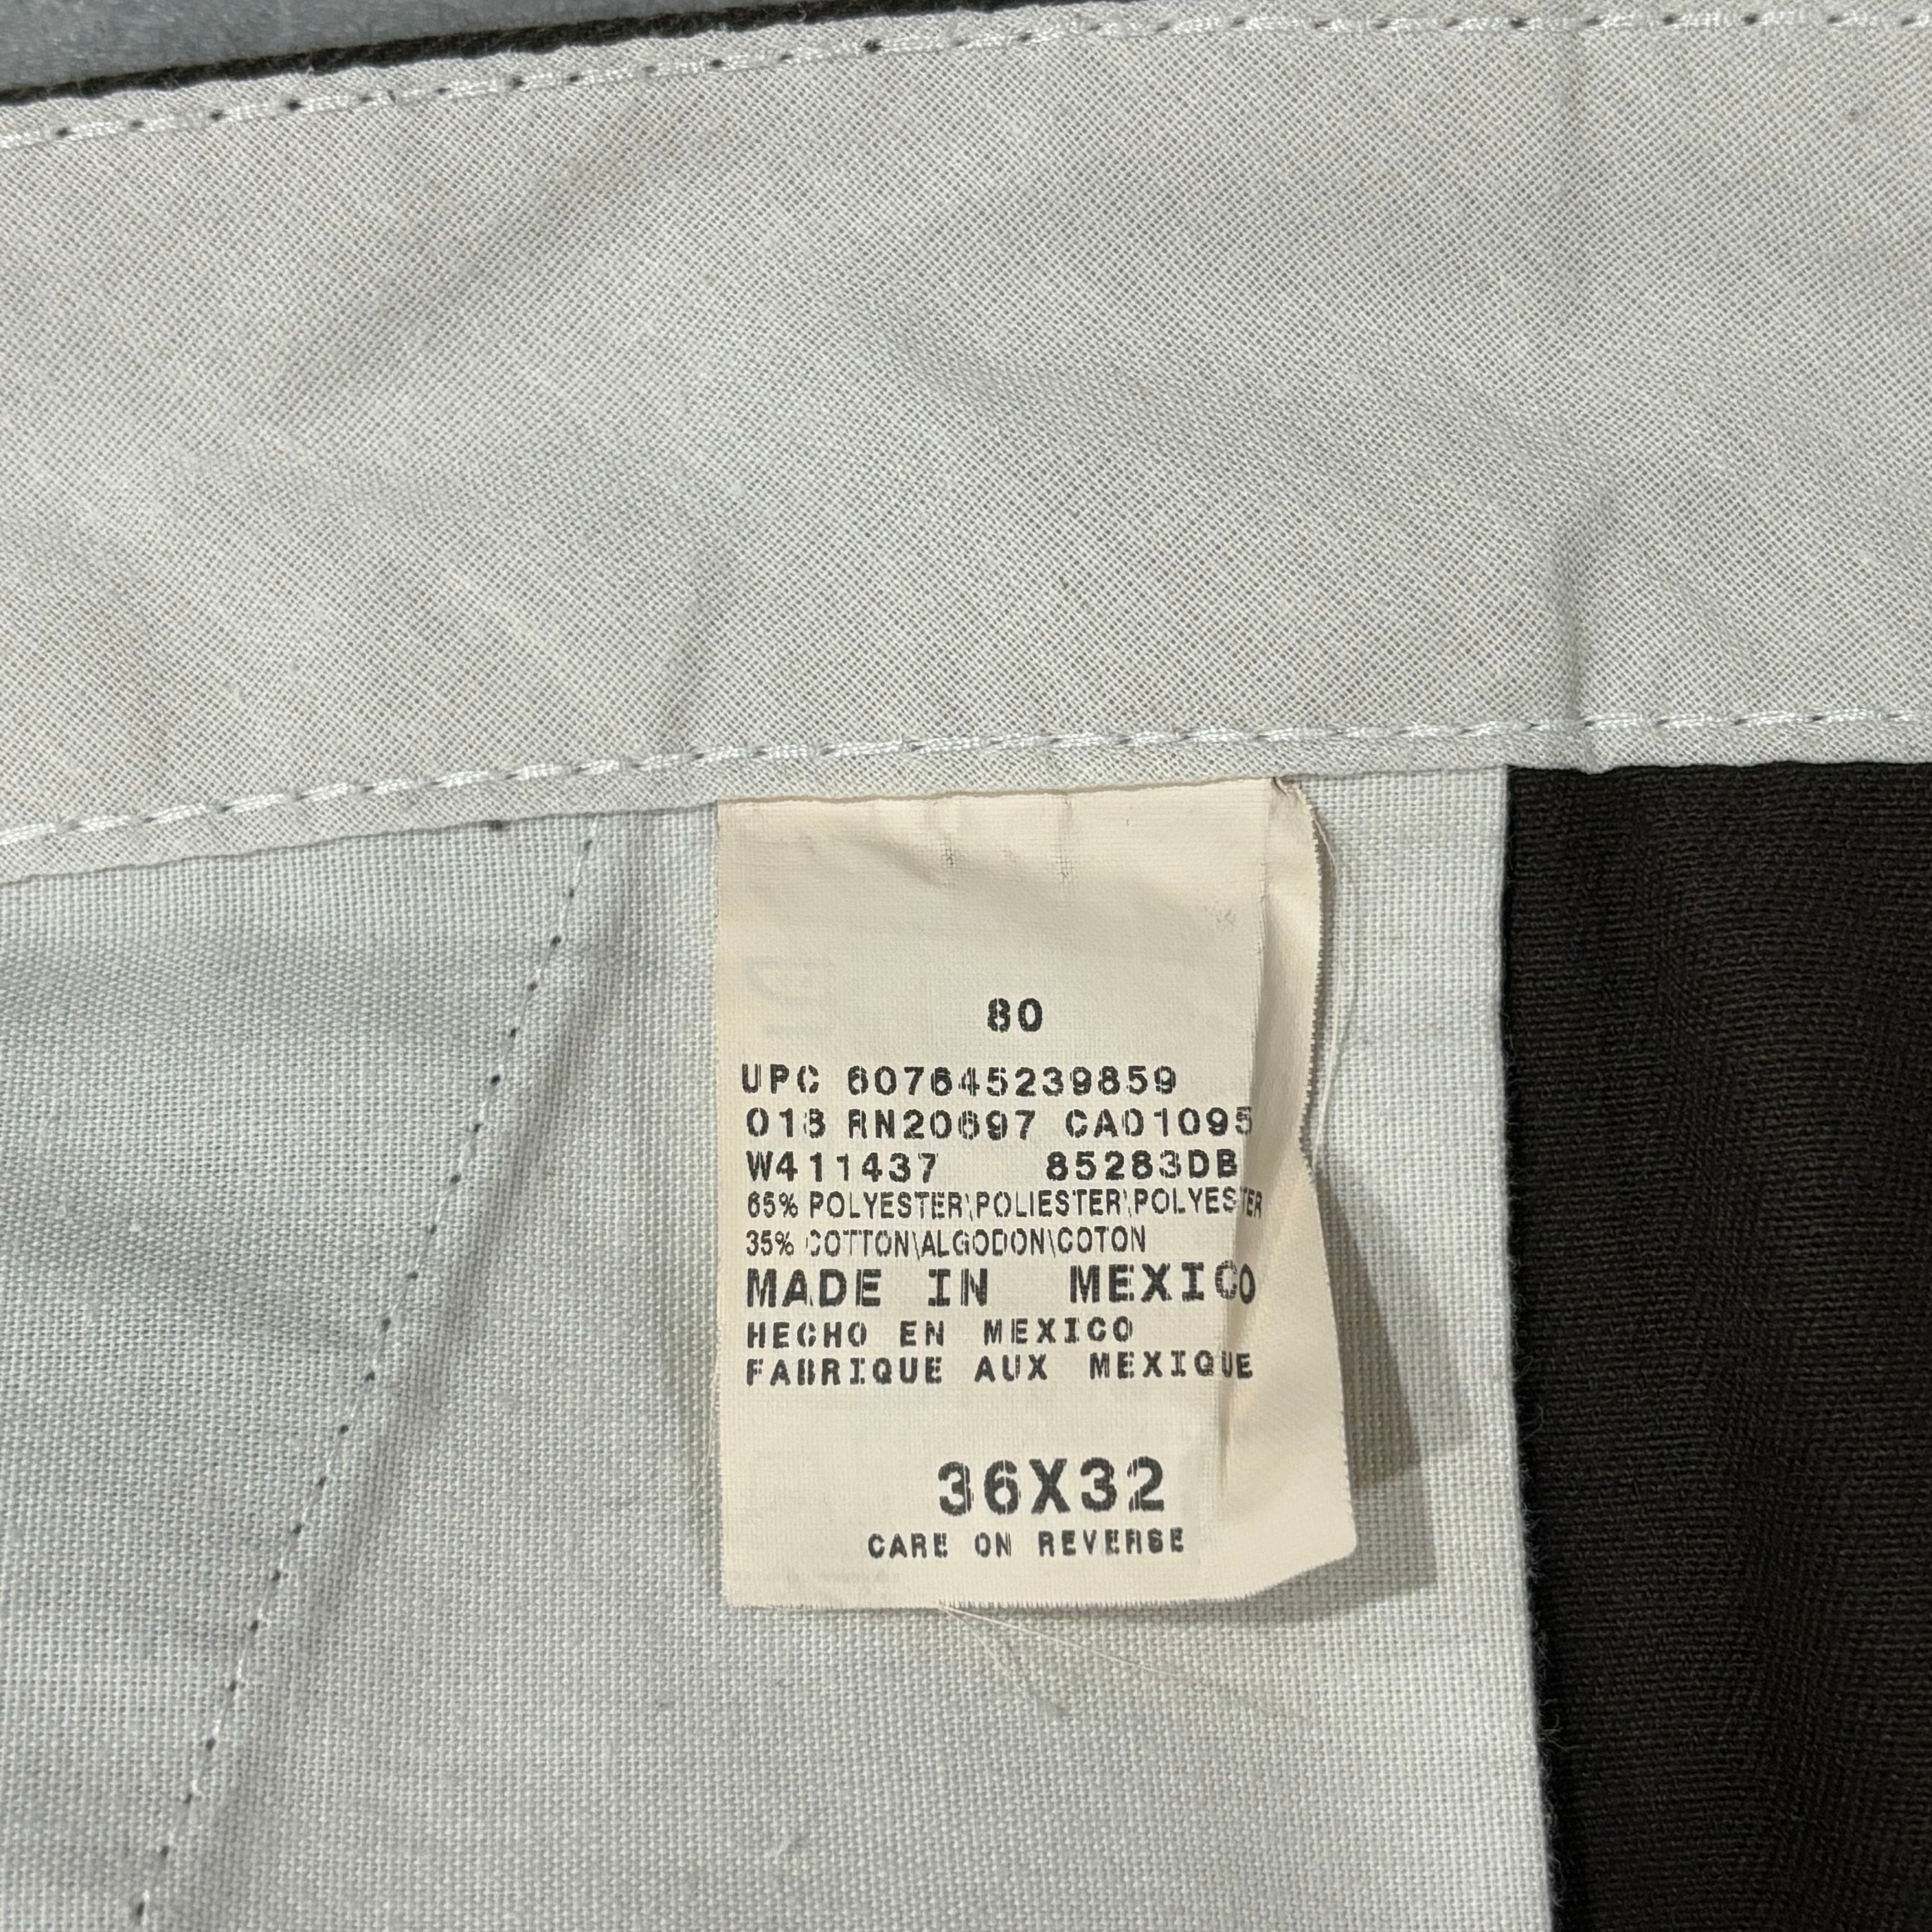 80
UPC 607645239859
018 RN20697 CA01095
W411437 85283DB
65% POLYESTER\POLIESTER\POLYESTER
35% COTTON\ALGODON\COTON
MADE IN MEXICO
HECHO EN MEXICO
FABRIQUE AUX MEXIQUE
36X32
CARE ON REVERSE